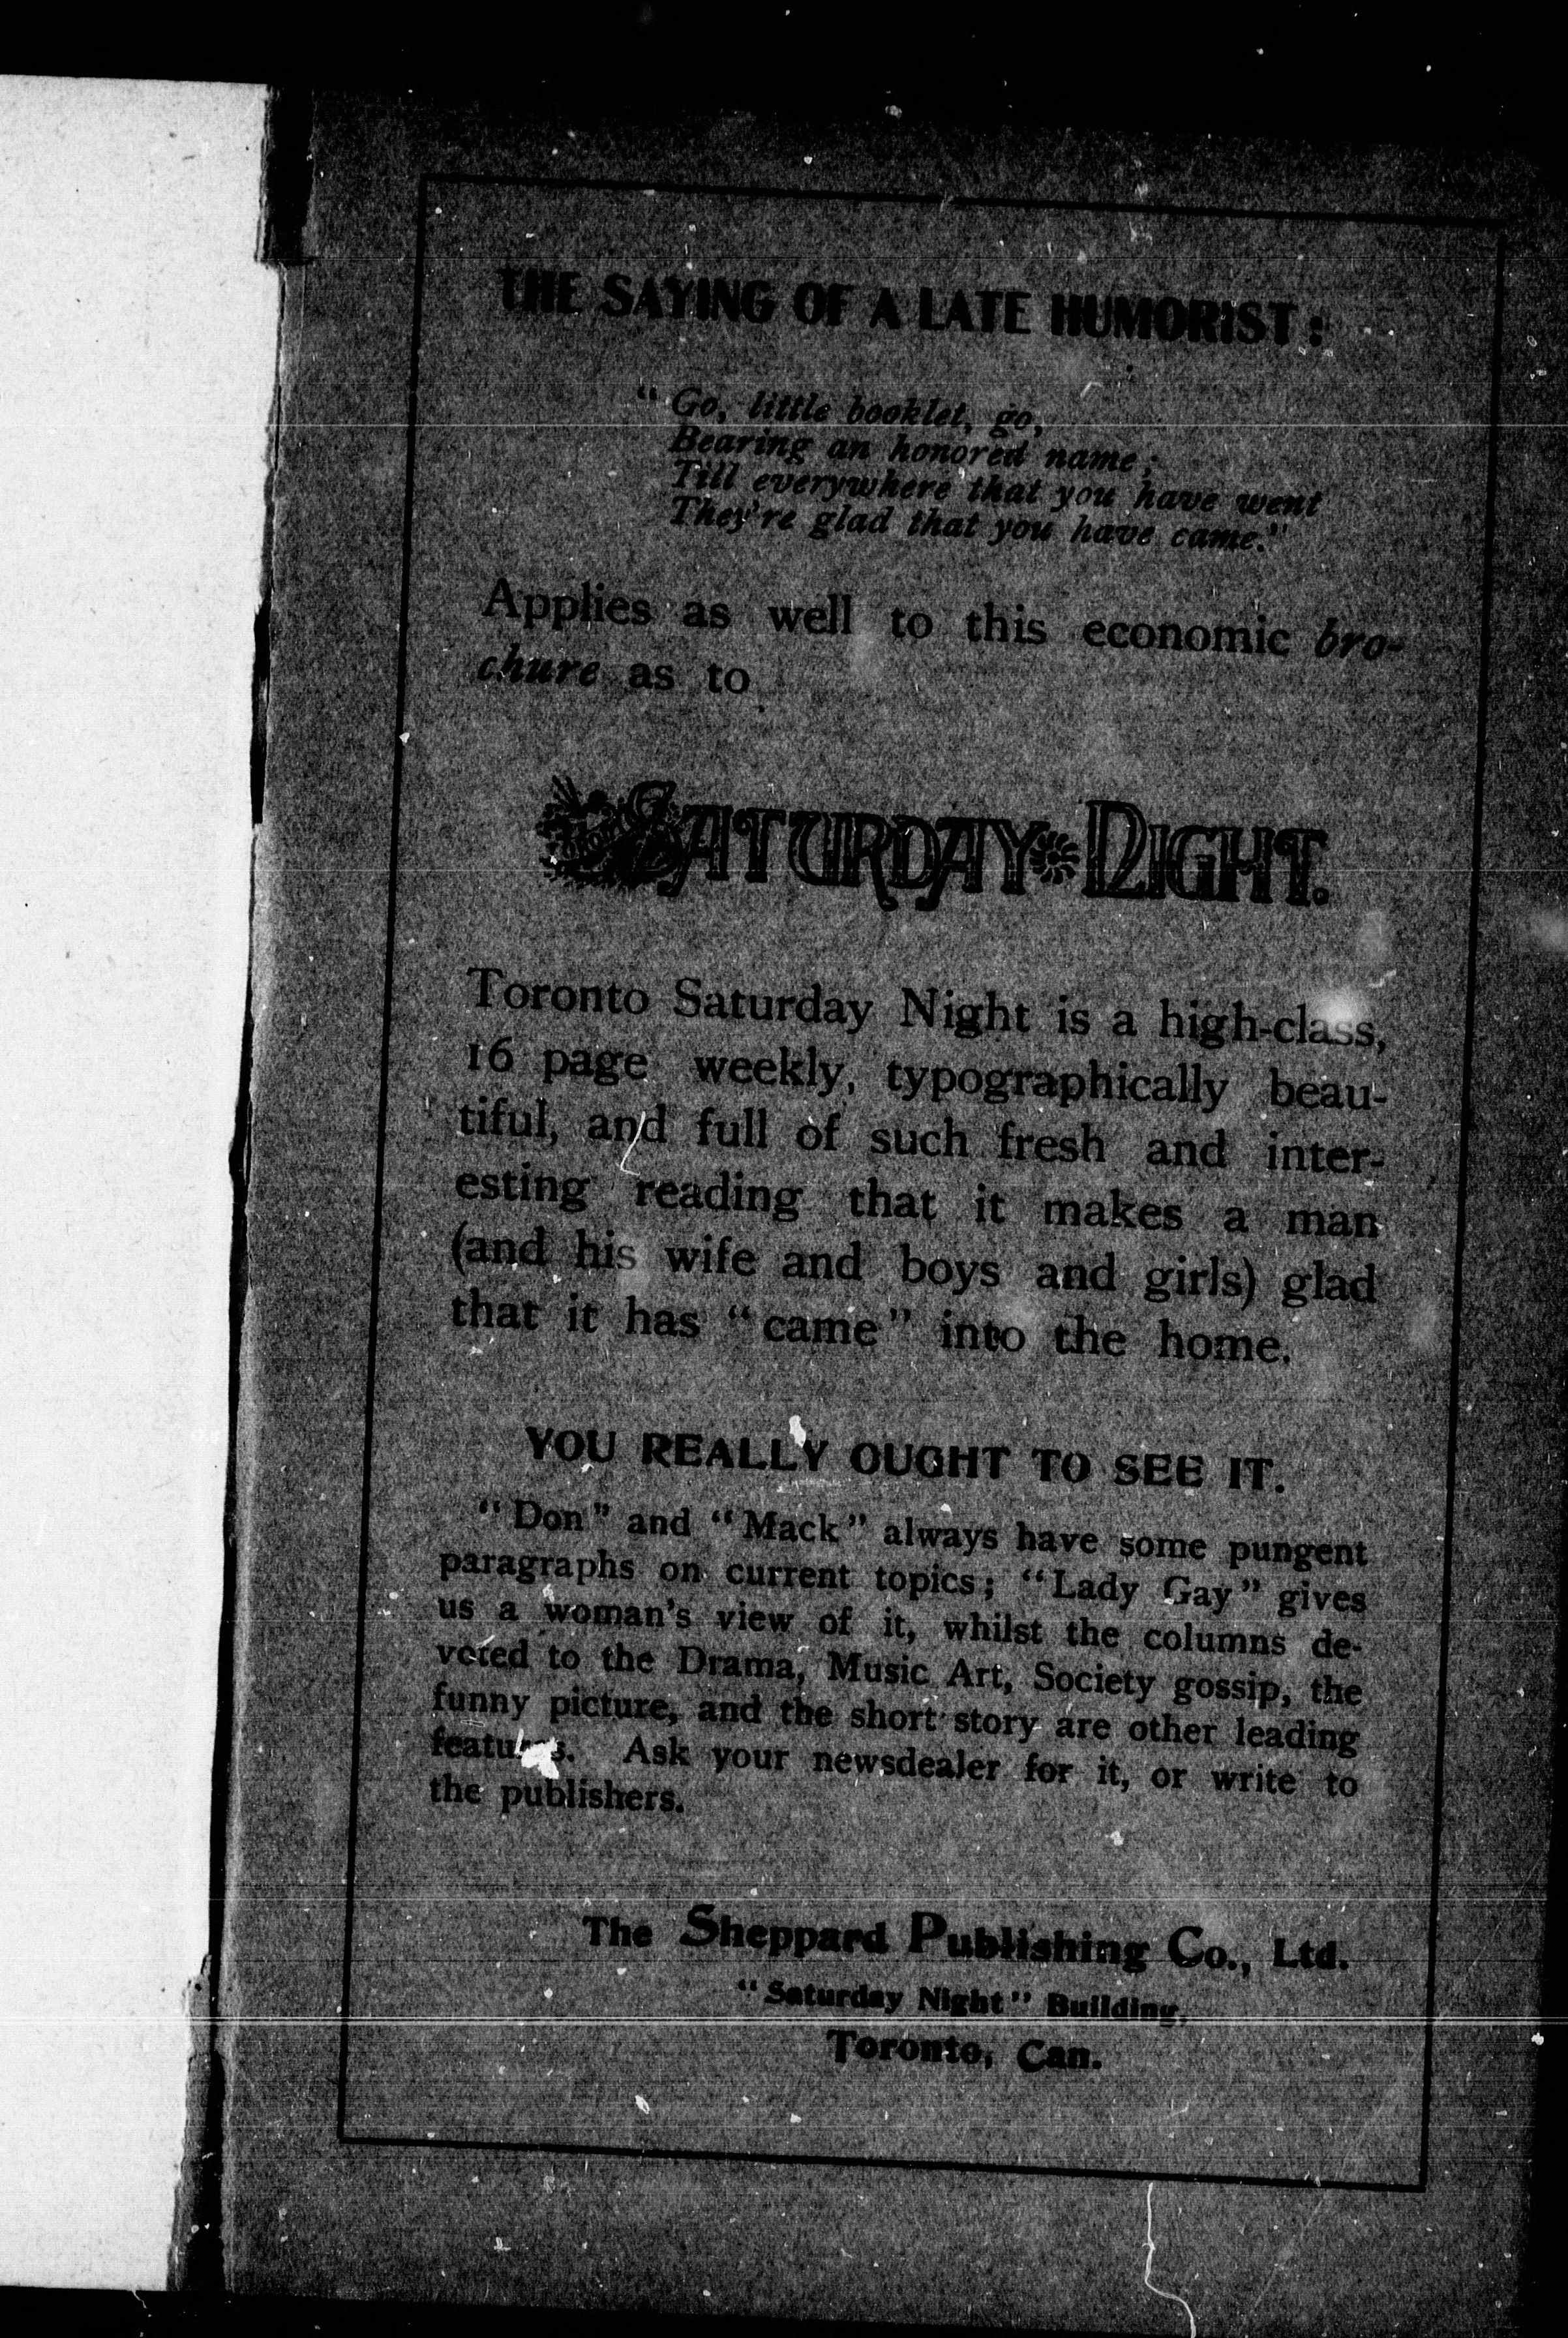 THE SAYING OF A LATE HUMORIST:
"Go, little booklet, go,
Bearing an honored name;
Till everywhere that you have went
They're glad that you have came."
Applies as well to this economic bro-
chure as to
SATURDAY NIGHT.
Toronto Saturday Night is a high-class,
16 page weekly, typographically beau-
tiful, and full of such fresh and inter-
esting reading that it makes a man
(and his wife and boys and girls) glad
that it has "came" into the home.
YOU REALLY OUGHT TO SEE IT.
"Don" and "Mack" always have some pungent
paragraphs on current topics; "Lady Gay" gives
us a woman's view of it, whilst the columns de-
voted to the Drama, Music Art, Society gossip, the
funny picture, and the short story are other leading
features. Ask your newsdealer for it, or write to
the publishers.
The Sheppard Publishing Co., Ltd.
"Saturday Night" Building,
Toronto, Can.